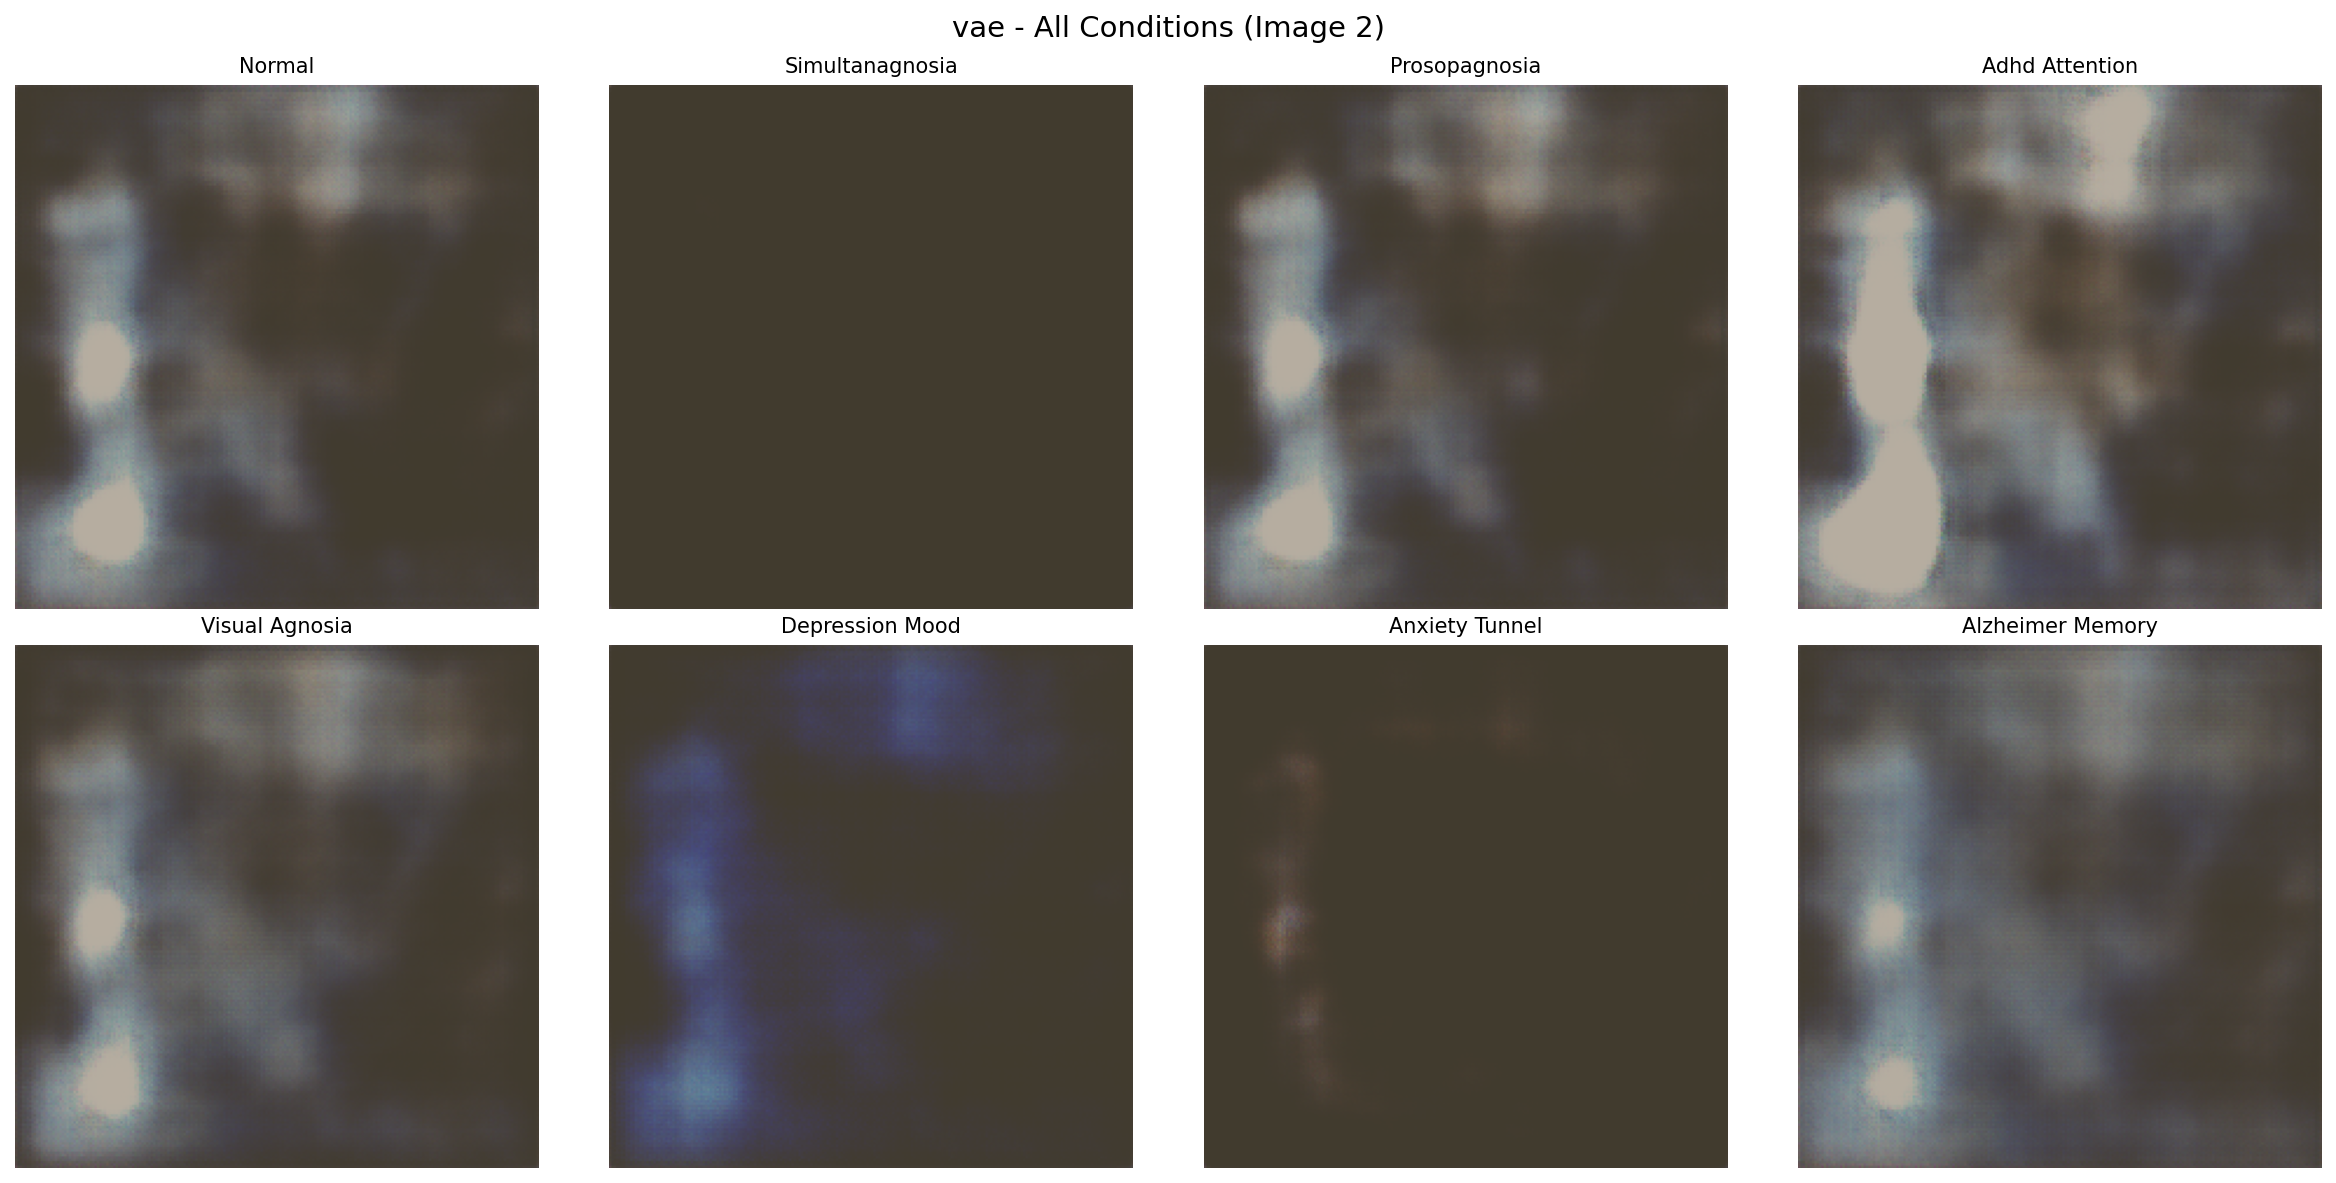 vae - All Conditions (Image 2)
Normal
Simultanagnosia
Prosopagnosia
Adhd Attention
Visual Agnosia
Depression Mood
Anxiety Tunnel
Alzheimer Memory